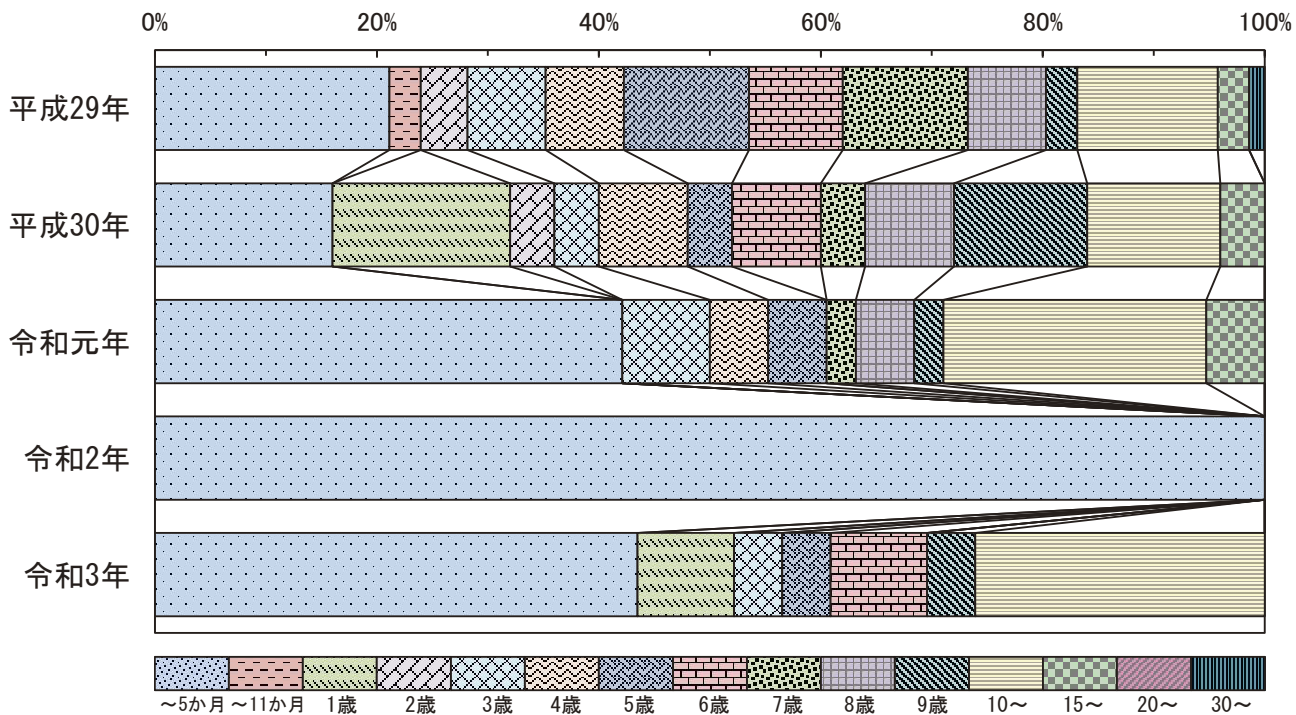 0% 20% 40% 60% 80% 100%
平成29年
平成30年
令和元年
令和2年
令和3年
～5か月 ～11か月 1歳 2歳 3歳 4歳 5歳 6歳 7歳 8歳 9歳 10～ 15～ 20～ 30～